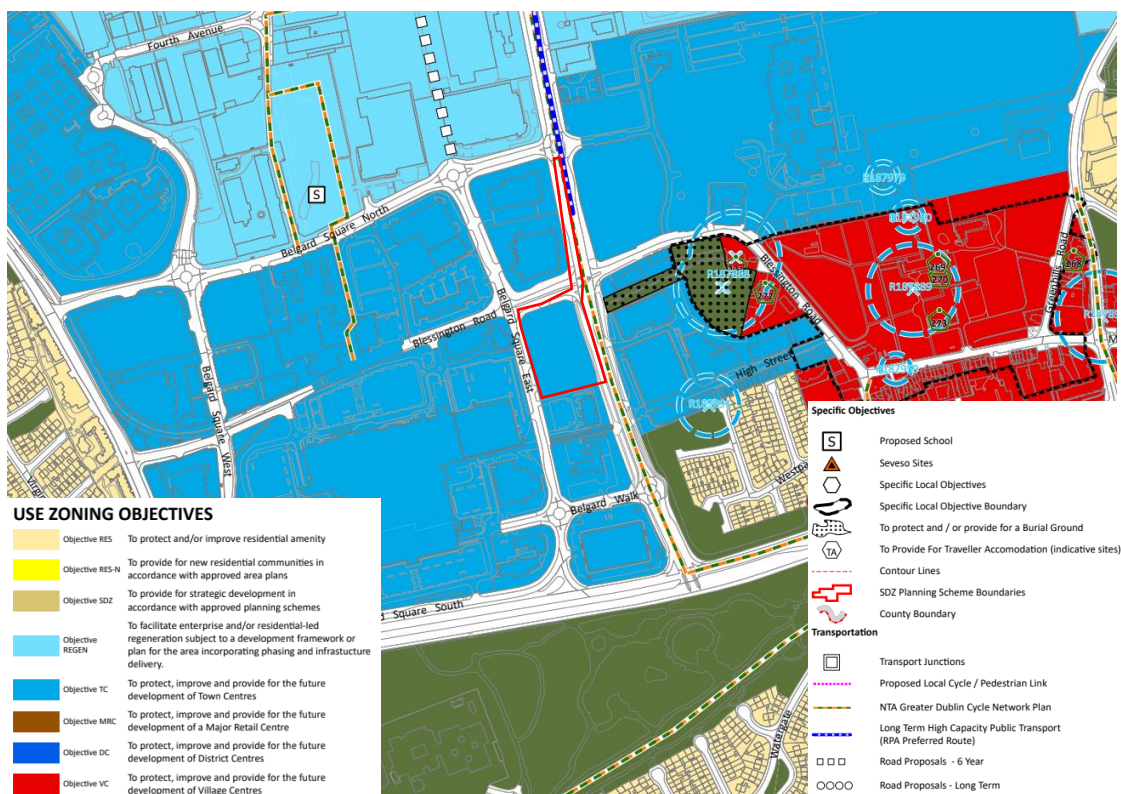 Fourth Avenue
S
Belgard Square North
Blessington Road
Belgard Square East
Belgard Square West
Belgard Walk
High Street
Blessington Road
Greenhills Road
268
269
270
273
Watergate
USE ZONING OBJECTIVES
Objective RES To protect and/or improve residential amenity
Objective RES-N To provide for new residential communities in
accordance with approved area plans
Objective SDZ To provide for strategic development in
accordance with approved planning schemes
Objective
REGEN
To facilitate enterprise and/or residential-led
regeneration subject to a development framework or
plan for the area incorporating phasing and infrastucture
delivery.
Objective TC To protect, improve and provide for the future
development of Town Centres
Objective MRC To protect, improve and provide for the future
development of a Major Retail Centre
Objective DC To protect, improve and provide for the future
development of District Centres
Objective VC To protect, improve and provide for the future
development of Village Centres
Square South
Specific Objectives
S Proposed School
Seveso Sites
Specific Local Objectives
Specific Local Objective Boundary
To protect and / or provide for a Burial Ground
TA To Provide For Traveller Accomodation (indicative sites)
Contour Lines
SDZ Planning Scheme Boundaries
County Boundary
Transportation
Transport Junctions
Proposed Local Cycle / Pedestrian Link
NTA Greater Dublin Cycle Network Plan
Long Term High Capacity Public Transport
(RPA Preferred Route)
Road Proposals - 6 Year
Road Proposals - Long Term